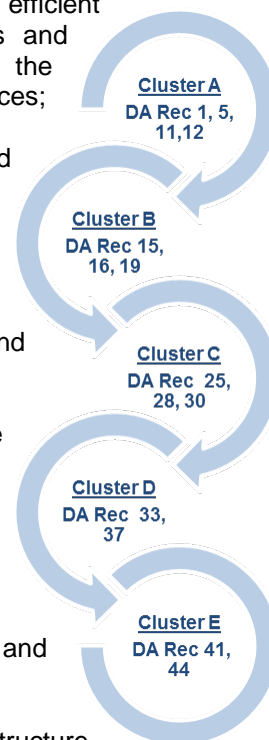 efficient
s and
the
ces;
d
nd
e
and
structure
Cluster A
DA Rec 1, 5,
11,12
Cluster B
DA Rec 15,
16, 19
Cluster C
DA Rec 25,
28, 30
Cluster D
DA Rec 33,
37
Cluster E
DA Rec 41,
44